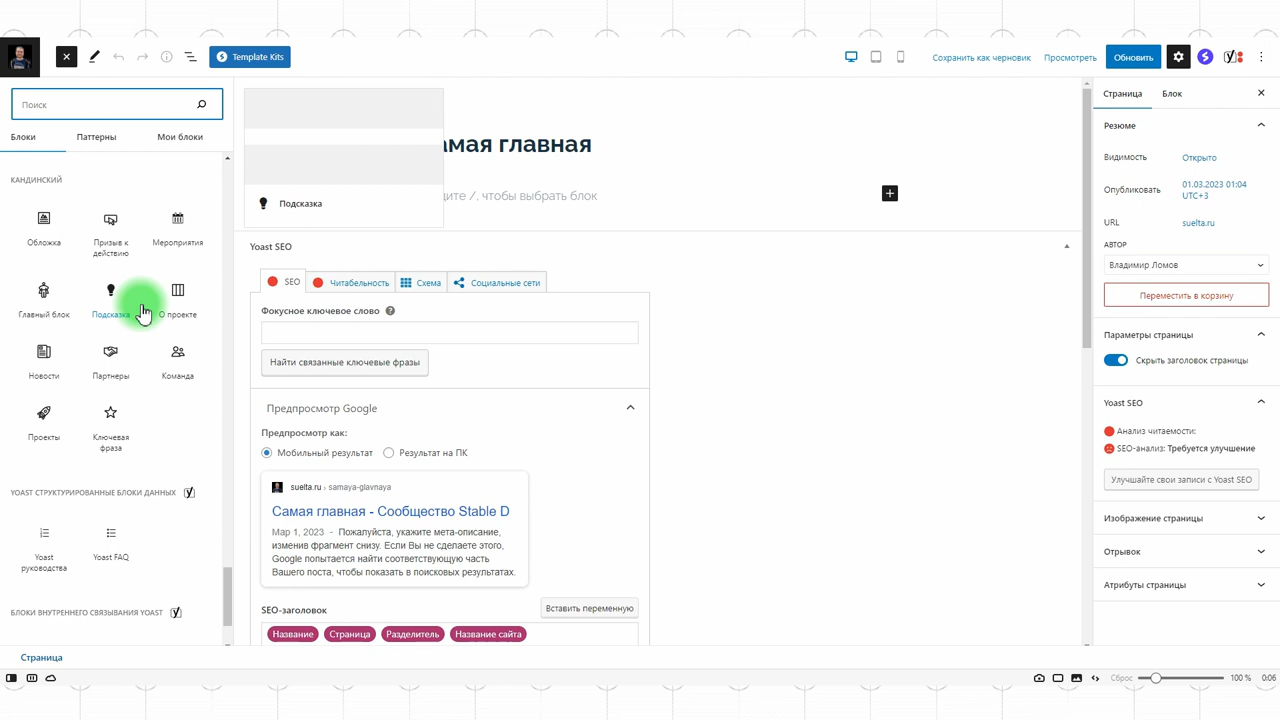 Template Kits
Сохранить как черновик
Просмотреть
Обновить
Поиск
Блоки
Паттерны
Мои блоки
КАНДИНСКИЙ
Обложка
Призыв к
действию
Мероприятия
Главный блок
Подсказка
О проекте
Новости
Партнеры
Команда
Проекты
Ключевая
фраза
YOAST СТРУКТУРИРОВАННЫЕ БЛОКИ ДАННЫХ
Yoast
руководства
Yoast FAQ
БЛОКИ ВНУТРЕННЕГО СВЯЗЫВАНИЯ YOAST
амая главная
дите /, чтобы выбрать блок
Подсказка
Yoast SEO
SEO
Читабельность
Схема
Социальные сети
Фокусное ключевое слово
Найти связанные ключевые фразы
Предпросмотр Google
Предпросмотр как:
Мобильный результат
Результат на ПК
suelta.ru › samaya-glavnaya
Самая главная - Сообщество Stable D
Мар 1, 2023 - Пожалуйста, укажите мета-описание,
изменив фрагмент снизу. Если Вы не сделаете этого,
Google попытается найти соответствующую часть
Вашего поста, чтобы показать в поисковых результатах.
SEO-заголовок
Вставить переменную
Название
Страница
Разделитель
Название сайта
Страница
Блок
Резюме
Видимость
Открыто
Опубликовать
01.03.2023 01:04
UTC+3
URL
suelta.ru
АВТОР
Владимир Ломов
Переместить в корзину
Параметры страницы
Скрыть заголовок страницы
Yoast SEO
Анализ читаемости:
SEO-анализ: Требуется улучшение
Улучшайте свои записи с Yoast SEO
Изображение страницы
Отрывок
Атрибуты страницы
Страница
Сброс
100 %
0:06